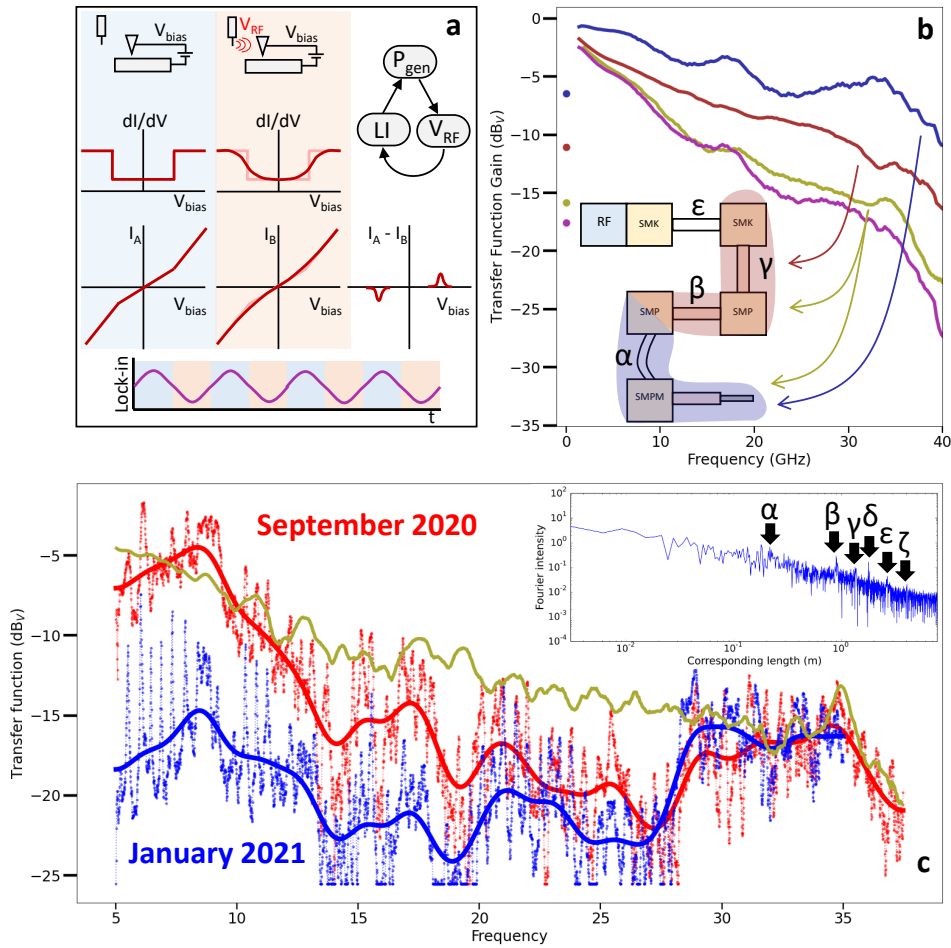 a
V_RF
V_bias
V_bias
P_gen
LI
V_RF
dI/dV
dI/dV
V_bias
V_bias
I_A
I_B
I_A - I_B
V_bias
V_bias
V_bias
Lock-in
t
b
Transfer Function Gain (dB_V)
0
−5
−10
−15
−20
−25
−30
−35
RF
SMK
ε
SMK
γ
SMP
β
SMP
α
SMPM
0
10
20
30
40
Frequency (GHz)
September 2020
January 2021
c
Transfer function (dB_V)
−5
−10
−15
−20
−25
5
10
15
20
25
30
35
Frequency
Fourier intensity
10^2
10^1
10^0
10^-1
10^-2
10^-3
10^-4
α
β
γ
δ
ε
ζ
10^-2
10^-1
10^0
Corresponding length (m)